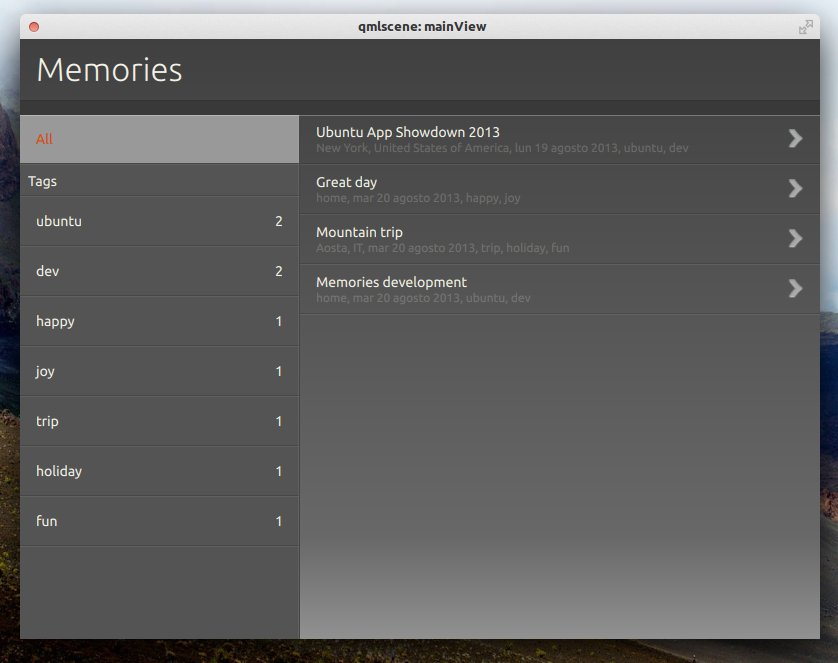 qmlscene: mainView
Memories
All
Tags
ubuntu 2
dev 2
happy 1
joy 1
trip 1
holiday 1
fun 1
Ubuntu App Showdown 2013
New York, United States of America, lun 19 agosto 2013, ubuntu, dev
Great day
home, mar 20 agosto 2013, happy, joy
Mountain trip
Aosta, IT, mar 20 agosto 2013, trip, holiday, fun
Memories development
home, mar 20 agosto 2013, ubuntu, dev